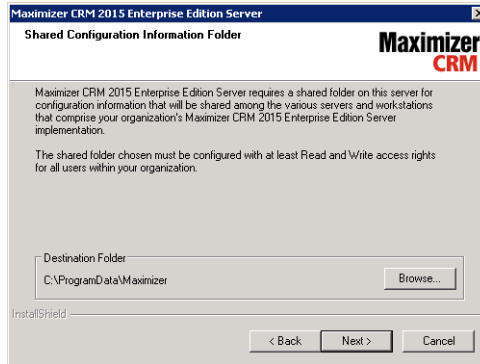 Maximizer CRM 2015 Enterprise Edition Server
Shared Configuration Information Folder
Maximizer
CRM
Maximizer CRM 2015 Enterprise Edition Server requires a shared folder on this server for
configuration information that will be shared among the various servers and workstations
that comprise your organization's Maximizer CRM 2015 Enterprise Edition Server
implementation.
The shared folder chosen must be configured with at least Read and Write access rights
for all users within your organization.
Destination Folder
C:\ProgramData\Maximizer
Browse...
InstallShield
< Back
Next >
Cancel